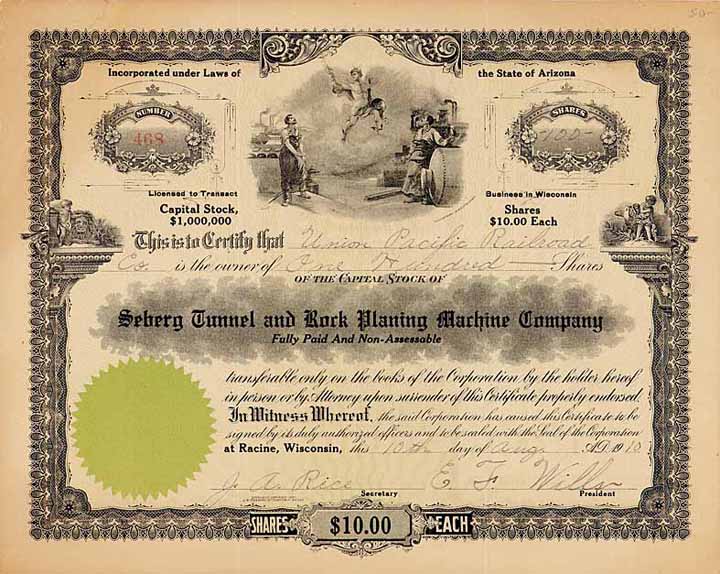 50-
Incorporated under Laws of the State of Arizona
NUMBER
468
SHARES
-100-
Licensed to Transact Business in Wisconsin
Capital Stock, Shares
$1,000,000 $10.00 Each
This is to Certify that Union Pacific Railroad
Co. is the owner of One Hundred Shares
OF THE CAPITAL STOCK OF
Seberg Tunnel and Rock Planing Machine Company
Fully Paid And Non-Assessable
transferable only on the books of the Corporation by the holder hereof
in person or by Attorney upon surrender of this Certificate properly endorsed.
In Witness Whereof, the said Corporation has caused this Certificate to be
signed by its duly authorized officers and to be sealed with the Seal of the Corporation
at Racine, Wisconsin, this 10th day of Aug. A.D. 19
J. A. Rice E. F.
Secretary President
SHARES $10.00 EACH